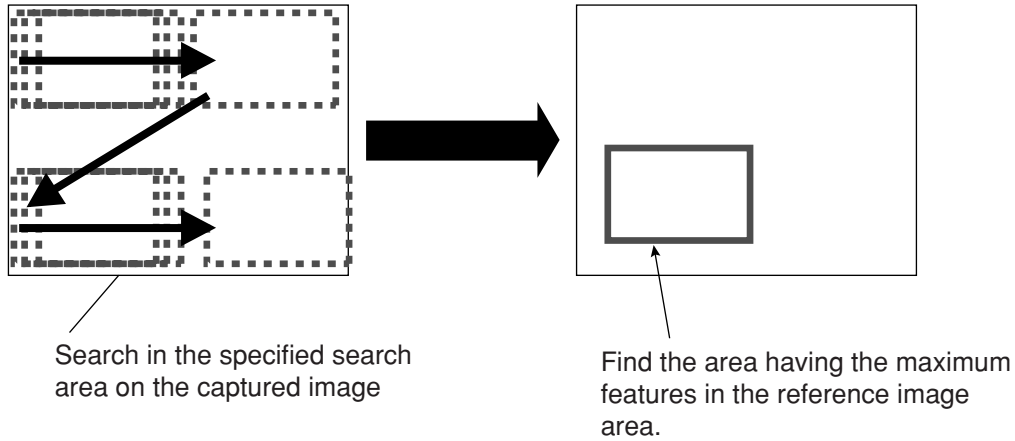 Search in the specified search
area on the captured image
Find the area having the maximum
features in the reference image
area.